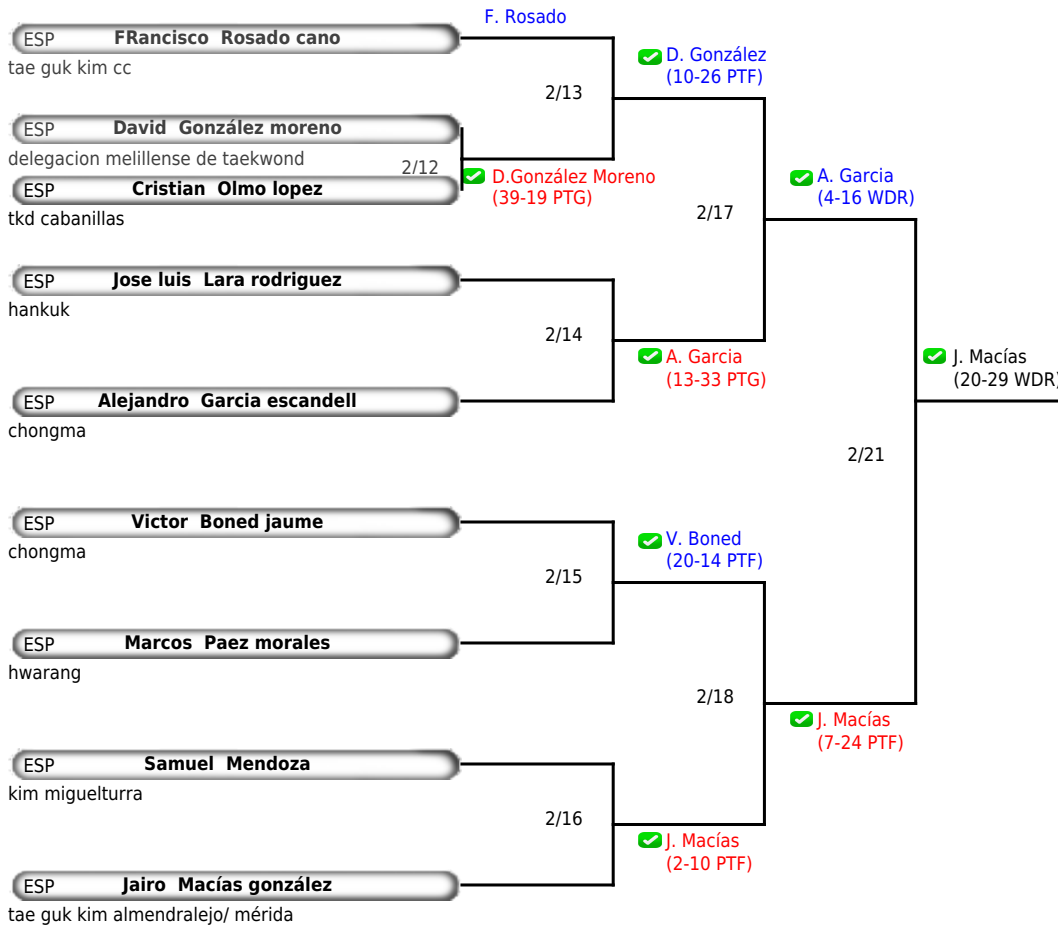 F. Rosado
ESP FRancisco Rosado cano
tae guk kim cc
D. González
(10-26 PTF)
2/13
ESP David González moreno
delegacion melillense de taekwond
2/12
D.González Moreno
(39-19 PTG)
ESP Cristian Olmo lopez
tkd cabanillas
A. Garcia
(4-16 WDR)
2/17
ESP Jose luis Lara rodriguez
hankuk
2/14
A. Garcia
(13-33 PTG)
J. Macías
(20-29 WDR)
ESP Alejandro Garcia escandell
chongma
2/21
ESP Victor Boned jaume
chongma
V. Boned
(20-14 PTF)
2/15
ESP Marcos Paez morales
hwarang
2/18
J. Macías
(7-24 PTF)
ESP Samuel Mendoza
kim miguelturra
2/16
J. Macías
(2-10 PTF)
ESP Jairo Macías gonzález
tae guk kim almendralejo/ mérida